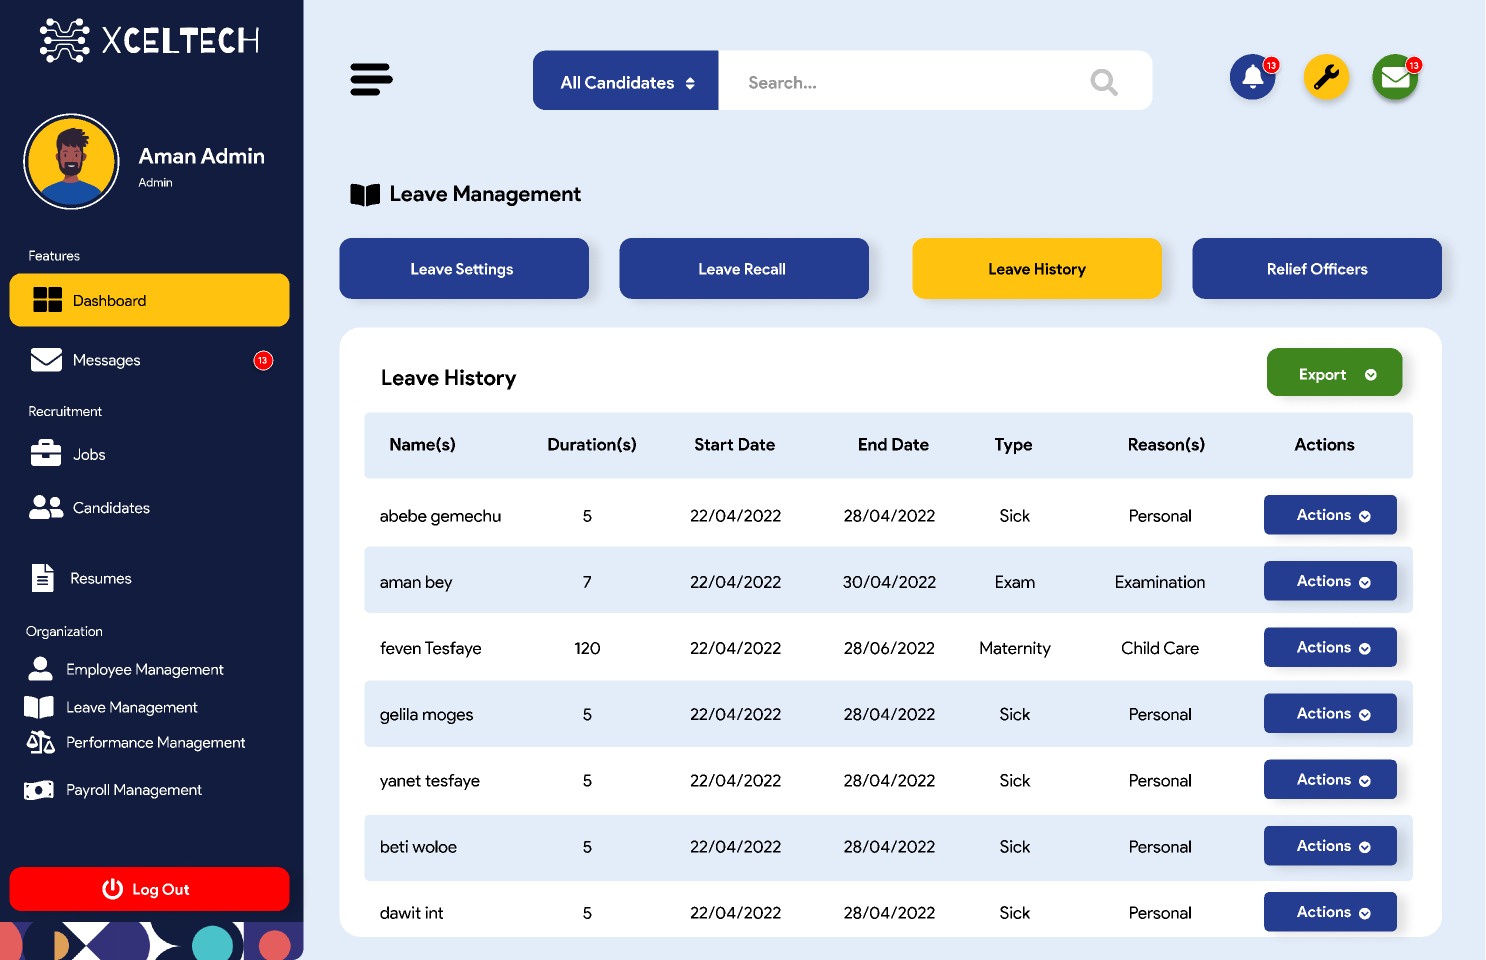 XCELTECH
Aman Admin
Admin
Features
Dashboard
Messages 13
Recruitment
Jobs
Candidates
Resumes
Organization
Employee Management
Leave Management
Performance Management
Payroll Management
Log Out
All Candidates Search... 13 13
Leave Management
Leave Settings Leave Recall Leave History Relief Officers
Leave History Export
Name(s) Duration(s) Start Date End Date Type Reason(s) Actions
abebe gemechu 5 22/04/2022 28/04/2022 Sick Personal Actions
aman bey 7 22/04/2022 30/04/2022 Exam Examination Actions
feven Tesfaye 120 22/04/2022 28/06/2022 Maternity Child Care Actions
gelila moges 5 22/04/2022 28/04/2022 Sick Personal Actions
yanet tesfaye 5 22/04/2022 28/04/2022 Sick Personal Actions
beti woloe 5 22/04/2022 28/04/2022 Sick Personal Actions
dawit int 5 22/04/2022 28/04/2022 Sick Personal Actions